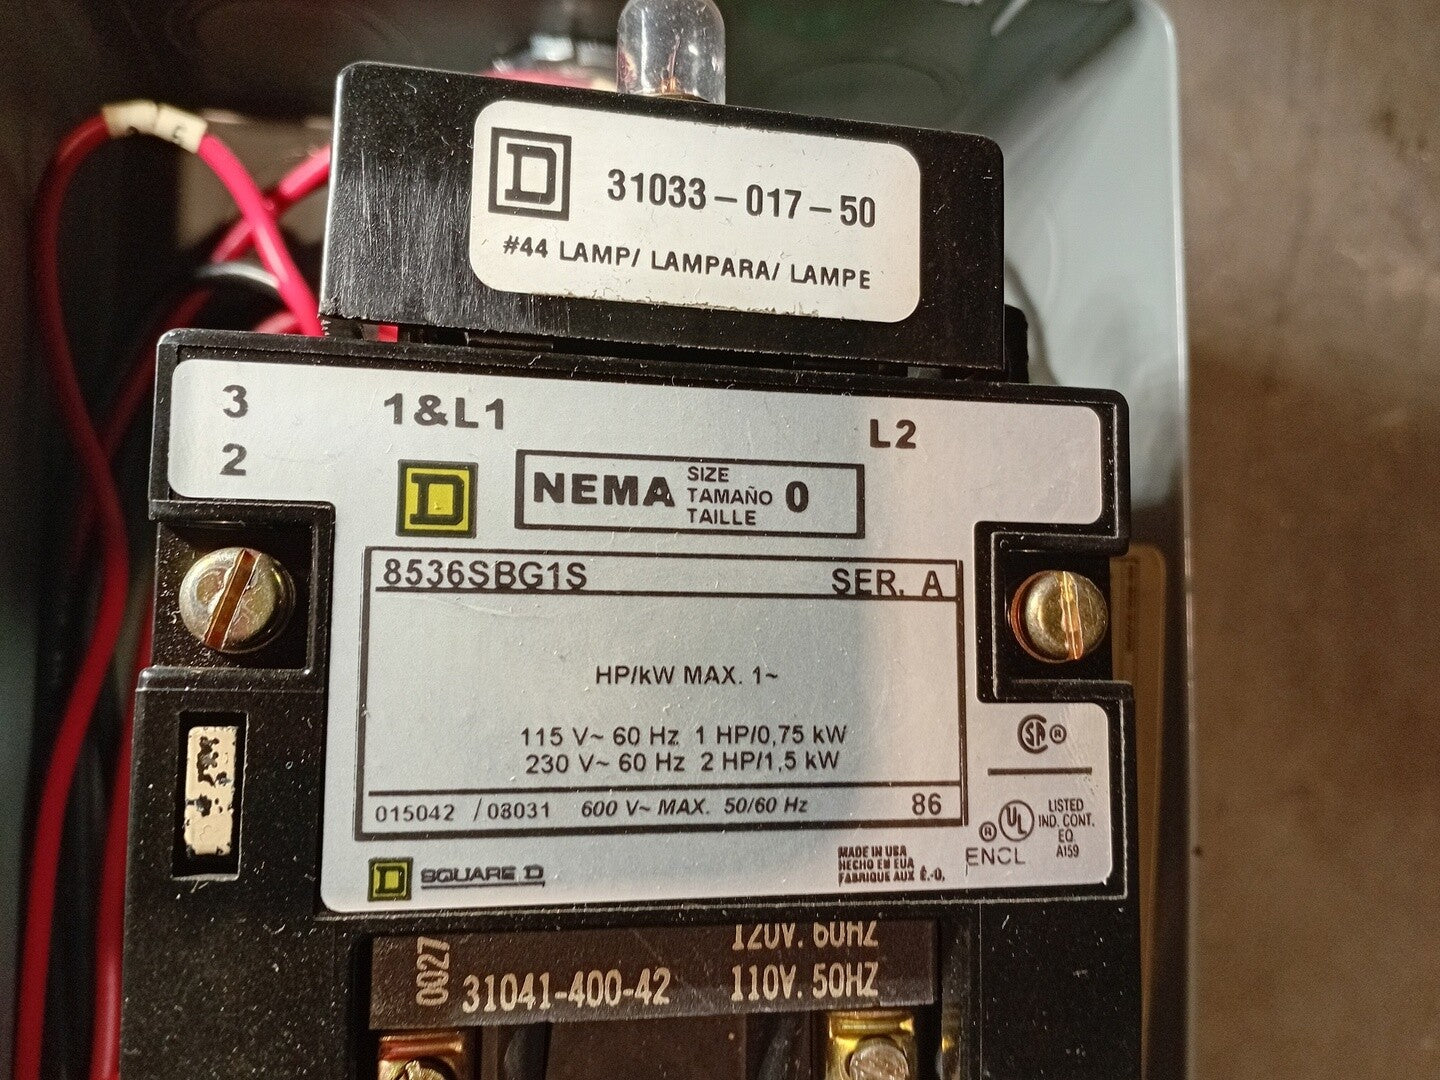 D 31033-017-50
#44 LAMP/ LAMPARA/ LAMPE
3 1&L1 L2
2
D NEMA SIZE TAMAÑO TAILLE 0
8536SBG1S SER. A
HP/kW MAX. 1~
115 V~ 60 Hz 1 HP/0,75 kW
230 V~ 60 Hz 2 HP/1,5 kW
015042 /08031 600 V~ MAX. 50/60 Hz 86
SA ®
® UL LISTED
IND. CONT.
EQ
A159
ENCL
MADE IN USA
HECHO EN EUA
FABRIQUE AUX É.-U.
D SQUARE D
0027 31041-400-42
120V. 60HZ
110V. 50HZ